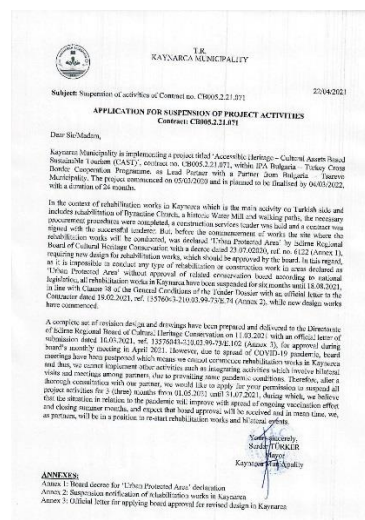 T.R.
KAYNARCA MUNICIPALITY
22/04/2021
Subject: Suspension of activities of Contract no. CB005.2.21.071
APPLICATION FOR SUSPENSION OF PROJECT ACTIVITIES
Contract: CB005.2.21.071
Dear Sir/Madam,
Kaynarca Municipality is implementing a project titled 'Accessible Heritage – Cultural Assets Based
Sustainable Tourism (CAST)', contract no. CB005.2.21.071, within IPA Bulgaria – Turkey Cross
Border Cooperation Programme, as Lead Partner with a Partner from Bulgaria – Tsarevo
Municipality. The project commenced on 05/03/2020 and is planned to be finalised by 04/03/2022,
with a duration of 24 months.
In the context of rehabilitation works in Kaynarca which is the main activity on Turkish side and
includes rehabilitation of Byzantine Church, a historic Water Mill and walking paths, the necessary
procurement procedures were completed, a construction services tender was held and a contract was
signed with the successful tenderer. But, before the commencement of works the site where the
rehabilitation works will be conducted, was declared 'Urban Protected Area' by Edirne Regional
Board of Cultural Heritage Conservation with a decree dated 23.07.2020, ref. no. 6122 (Annex 1),
requiring new design for rehabilitation works, which should be approved by the board. In this regard,
as it is impossible to conduct any type of rehabilitation or construction work in areas declared as
'Urban Protected Area' without approval of related conservation board according to national
legislation, all rehabilitation works in Kaynarca have been suspended for six months until 18.08.2021,
in line with Clause 38 of the General Conditions of the Tender Dossier with an official letter to the
Contractor dated 19.02.2021, ref. 13576043-210.03.99-73/E.74 (Annex 2), while new design works
have commenced.
A complete set of revision design and drawings have been prepared and delivered to the Directorate
of Edirne Regional Board of Cultural Heritage Conservation on 11.03.2021 with an official letter of
submission dated 10.03.2021, ref. 13576043-210.03.99-73/E.102 (Annex 3), for approval during
board's monthly meeting in April 2021. However, due to spread of COVID-19 pandemic, board
meetings have been postponed which means we cannot commence rehabilitation works in Kaynarca
and thus, we cannot implement other activities such as integrating activities which involve bilateral
visits and meetings among partners, due to prevailing same pandemic conditions. Therefore, after a
thorough consultation with our partner, we would like to apply for your permission to suspend all
project activities for 3 (three) months from 01.05.2021 until 31.07.2021, during which, we believe
that the situation in relation to the pandemic will improve with spread of ongoing vaccination effort
and closing summer months, and expect that board approval will be received and in mean time, we,
as partners, will be in a position to re-start rehabilitation works and bilateral events.
Yours sincerely,
Serdar TÜRKER
Mayor
Kaynarca Municipality
ANNEXES:
Annex 1: Board decree for 'Urban Protected Area' declaration
Annex 2: Suspension notification of rehabilitation works in Kaynarca
Annex 3: Official letter for applying board approval for revised design in Kaynarca